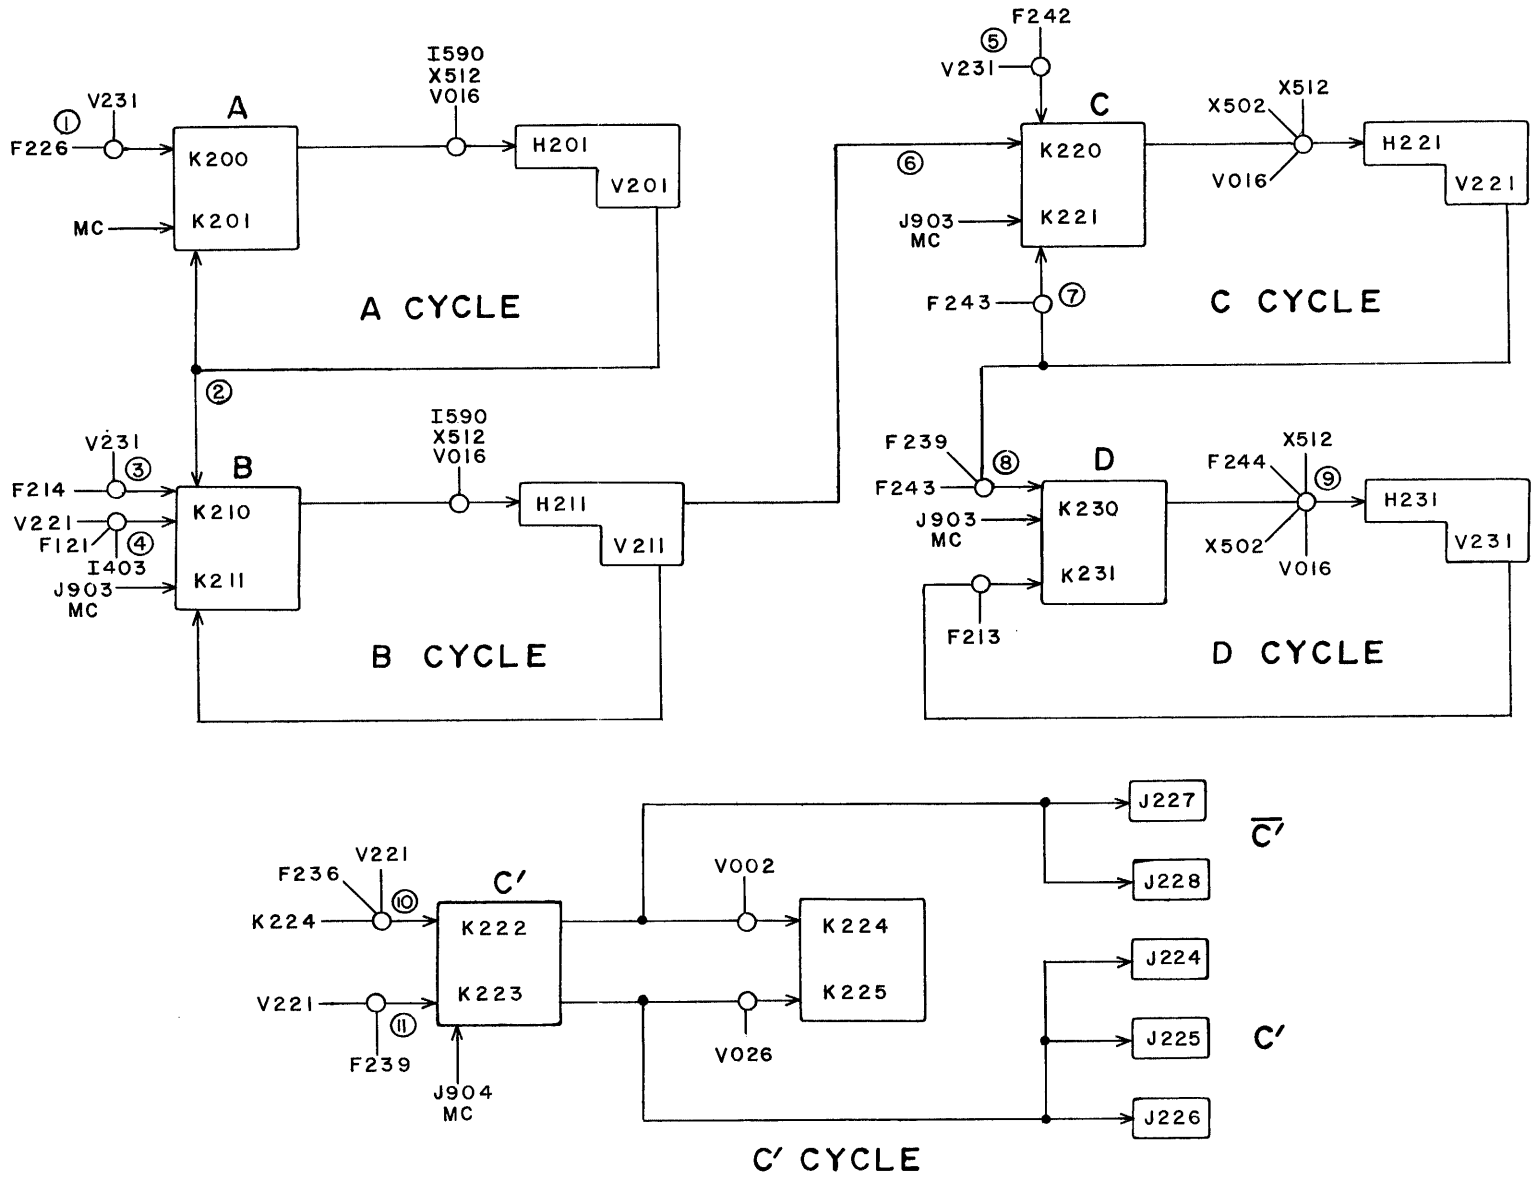 I590
X512
V016
V231
①
F226
A
K200
K201
MC
H201
V201
A CYCLE
②
F242
⑤
V231
C
X512
X502
V016
K220
K221
⑥
J903
MC
H221
V221
F243
⑦
C CYCLE
I590
X512
V016
V231
③
F214
V221
F121
④
I403
J903
MC
B
K210
K211
H211
V211
B CYCLE
F239
⑧
F243
J903
MC
D
K230
K231
F213
X512
F244
⑨
X502
V016
H231
V231
D CYCLE
V221
F236
⑩
K224
V221
⑪
F239
J904
MC
C′
K222
K223
V002
V026
K224
K225
J227
C̅′
J228
J224
J225
C′
J226
C′ CYCLE